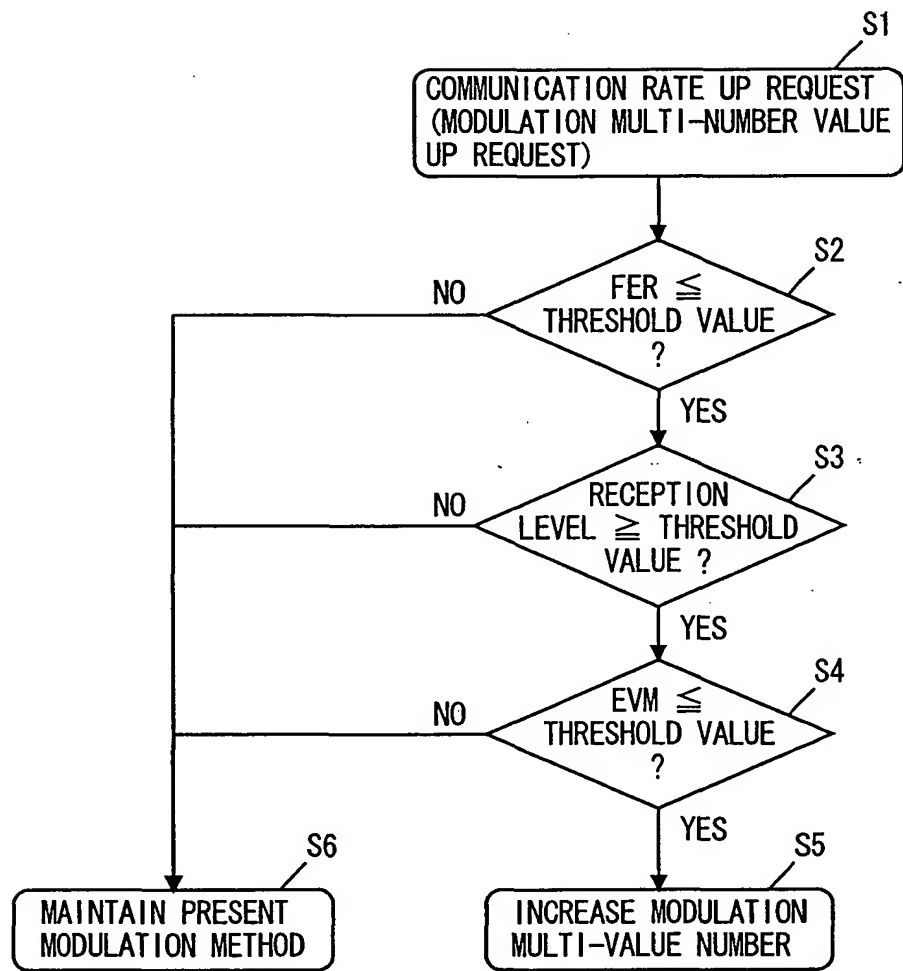 S1
COMMUNICATION RATE UP REQUEST
(MODULATION MULTI-NUMBER VALUE
UP REQUEST)
S2
NO
FER ≦
THRESHOLD VALUE
?
YES
S3
NO
RECEPTION
LEVEL ≧ THRESHOLD
VALUE ?
YES
S4
NO
EVM ≦
THRESHOLD VALUE
?
YES
S6
MAINTAIN PRESENT
MODULATION METHOD
S5
INCREASE MODULATION
MULTI-VALUE NUMBER